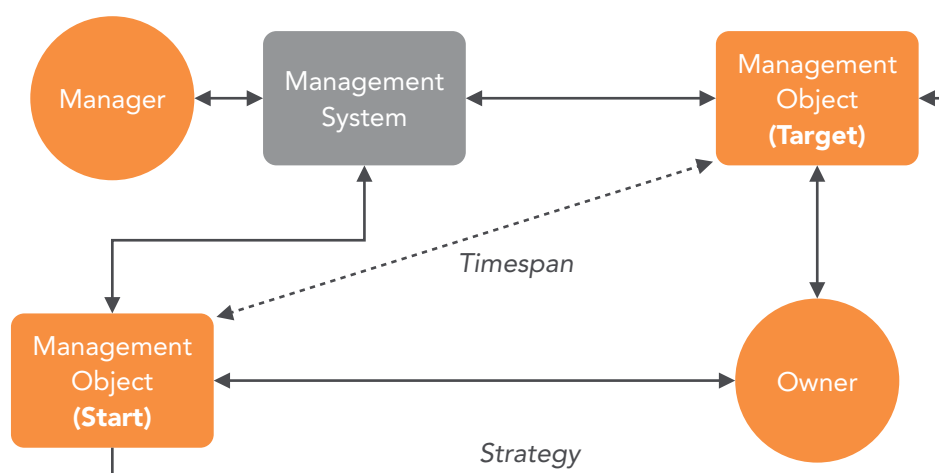 Manager
Management
System
Management
Object
(Target)
Timespan
Management
Object
(Start)
Owner
Strategy